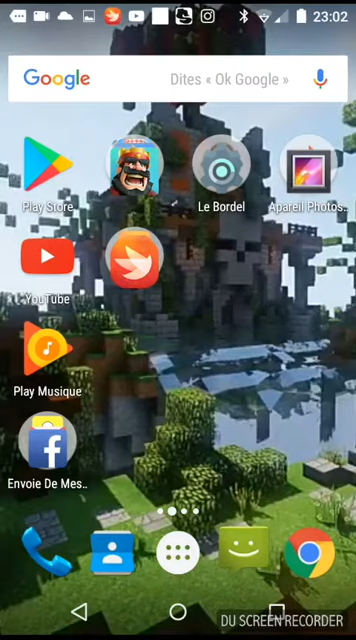 23:02
Google
Dites « Ok Google »
Play Store
Le Bordel
Appareil Photos..
YouTube
Play Musique
Envoie De Mes..
DU SCREEN RECORDER